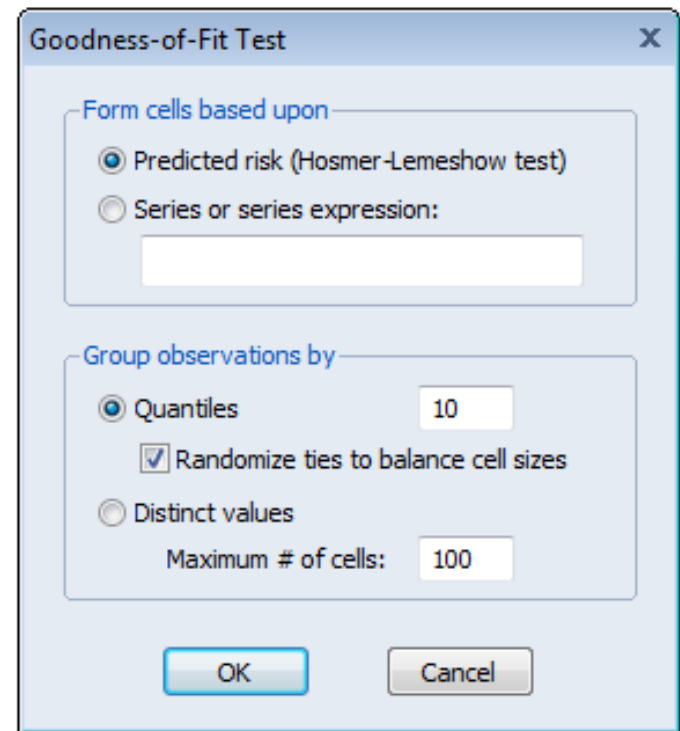 Goodness-of-Fit Test
Form cells based upon
Predicted risk (Hosmer-Lemeshow test)
Series or series expression:
Group observations by
Quantiles 10
Randomize ties to balance cell sizes
Distinct values
Maximum # of cells: 100
OK Cancel